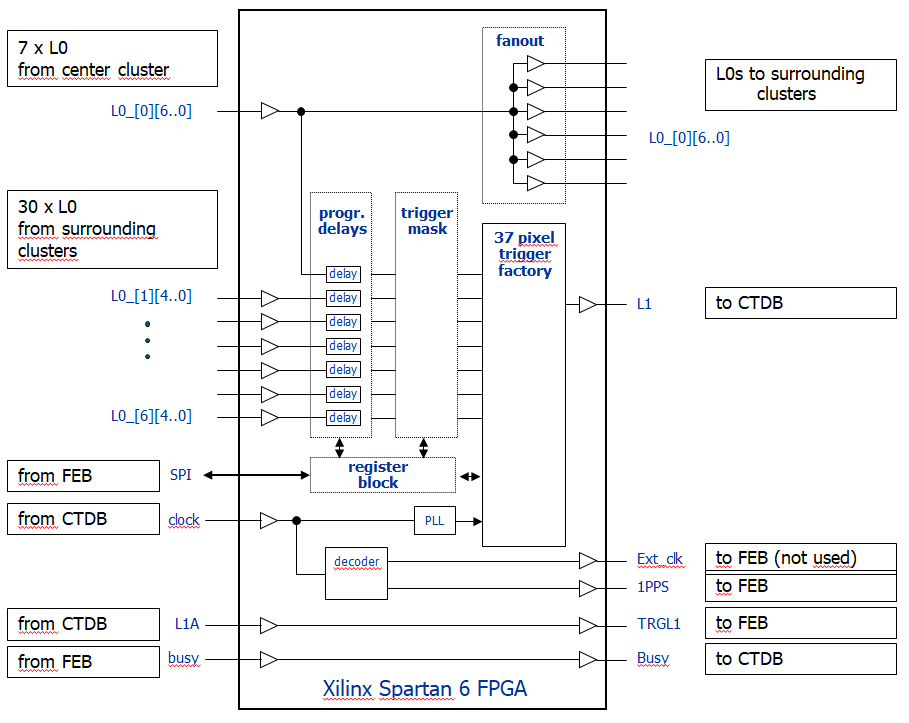 7 x L0
from center cluster
L0_[0][6..0]
fanout
L0s to surrounding
clusters
L0_[0][6..0]
30 x L0
from surrounding
clusters
progr.
delays
trigger
mask
37 pixel
trigger
factory
delay
L0_[1][4..0]
delay
delay
delay
delay
delay
L0_[6][4..0]
delay
L1
to CTDB
from FEB
SPI
register
block
from CTDB
clock
PLL
decoder
Ext_clk
to FEB (not used)
1PPS
to FEB
from CTDB
L1A
TRGL1
to FEB
from FEB
busy
Busy
to CTDB
Xilinx Spartan 6 FPGA